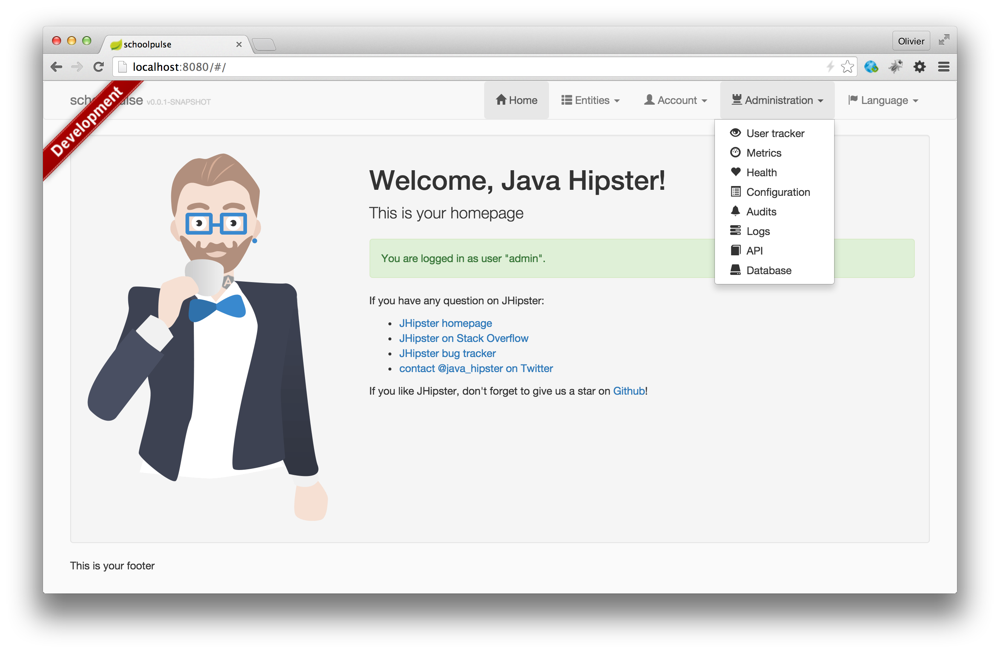 schoolpulse
Olivier
localhost:8080/#/
Development
v0.0.1-SNAPSHOT
Home
Entities
Account
Administration
Language
User tracker
Metrics
Health
Configuration
Audits
Logs
API
Database
Welcome, Java Hipster!
This is your homepage
You are logged in as user "admin".
If you have any question on JHipster:
JHipster homepage
JHipster on Stack Overflow
JHipster bug tracker
contact @java_hipster on Twitter
If you like JHipster, don't forget to give us a star on Github!
This is your footer